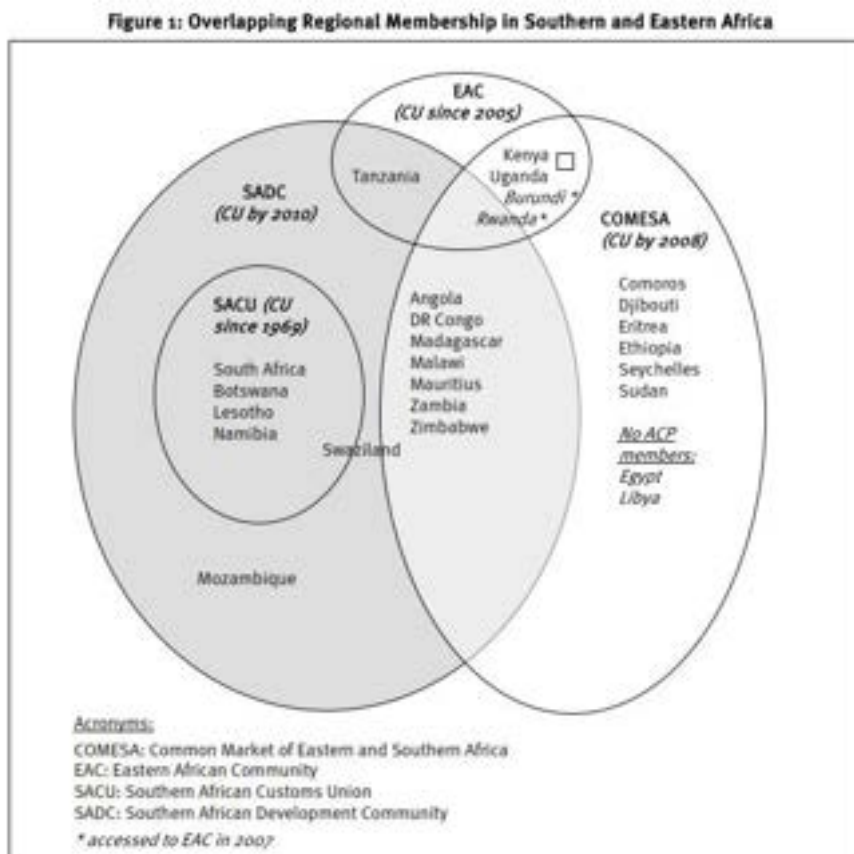 Figure 1: Overlapping Regional Membership in Southern and Eastern Africa
EAC
(CU since 2005)
Kenya
Uganda
Burundi *
Rwanda *
Tanzania
SADC
(CU by 2010)
COMESA
(CU by 2008)
SACU (CU
since 1969)
South Africa
Botswana
Lesotho
Namibia
Swaziland
Angola
DR Congo
Madagascar
Malawi
Mauritius
Zambia
Zimbabwe
Comoros
Djibouti
Eritrea
Ethiopia
Seychelles
Sudan
No ACP
members:
Egypt
Libya
Mozambique
Acronyms:
COMESA: Common Market of Eastern and Southern Africa
EAC: Eastern African Community
SACU: Southern African Customs Union
SADC: Southern African Development Community
* accessed to EAC in 2007